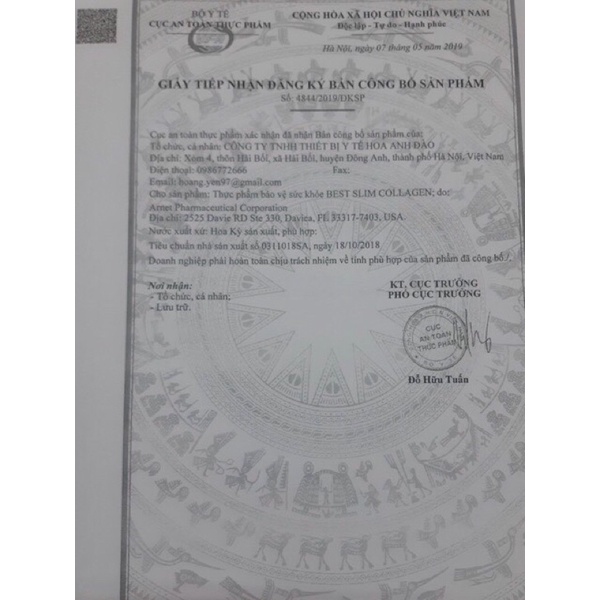 BỘ Y TẾ
CỤC AN TOÀN THỰC PHẨM
CỘNG HÒA XÃ HỘI CHỦ NGHĨA VIỆT NAM
Độc lập - Tự do - Hạnh phúc
Hà Nội, ngày 07 tháng 05 năm 2019
GIẤY TIẾP NHẬN ĐĂNG KÝ BẢN CÔNG BỐ SẢN PHẨM
Số: 4844/2019/ĐKSP
Cục an toàn thực phẩm xác nhận đã nhận Bản công bố sản phẩm của:
Tổ chức, cá nhân: CÔNG TY TNHH THIẾT BỊ Y TẾ HOA ANH ĐÀO
Địa chỉ: Xóm 4, thôn Hải Bối, xã Hải Bối, huyện Đông Anh, thành phố Hà Nội, Việt Nam
Điện thoại: 0986772666 Fax:
Email: hoang.yen97@gmail.com
Cho sản phẩm: Thực phẩm bảo vệ sức khỏe BEST SLIM COLLAGEN; do:
Arnet Pharmaceutical Corporation
Địa chỉ: 2525 Davie RD Ste 330, Davica, FL 33317-7403, USA.
Nước xuất xứ: Hoa Kỳ sản xuất, phù hợp:
Tiêu chuẩn nhà sản xuất số 0311018SA, ngày 18/10/2018
Doanh nghiệp phải hoàn toàn chịu trách nhiệm về tính phù hợp của sản phẩm đã công bố./.
Nơi nhận:
- Tổ chức, cá nhân;
- Lưu trữ.
KT. CỤC TRƯỞNG
PHÓ CỤC TRƯỞNG
CỤC
AN TOÀN
THỰC PHẨM
Đỗ Hữu Tuấn